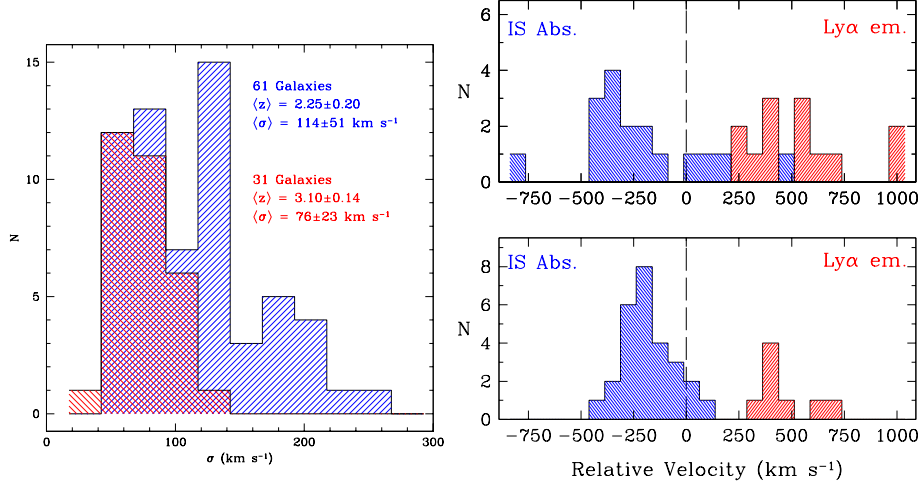 15
10
5
0
N
0
100
200
300
σ (km s⁻¹)
61 Galaxies
⟨z⟩ = 2.25±0.20
⟨σ⟩ = 114±51 km s⁻¹
31 Galaxies
⟨z⟩ = 3.10±0.14
⟨σ⟩ = 76±23 km s⁻¹
IS Abs.
Lyα em.
6
4
2
0
N
−750 −500 −250 0 250 500 750 1000
IS Abs.
Lyα em.
8
6
4
2
0
N
−750 −500 −250 0 250 500 750 1000
Relative Velocity (km s⁻¹)